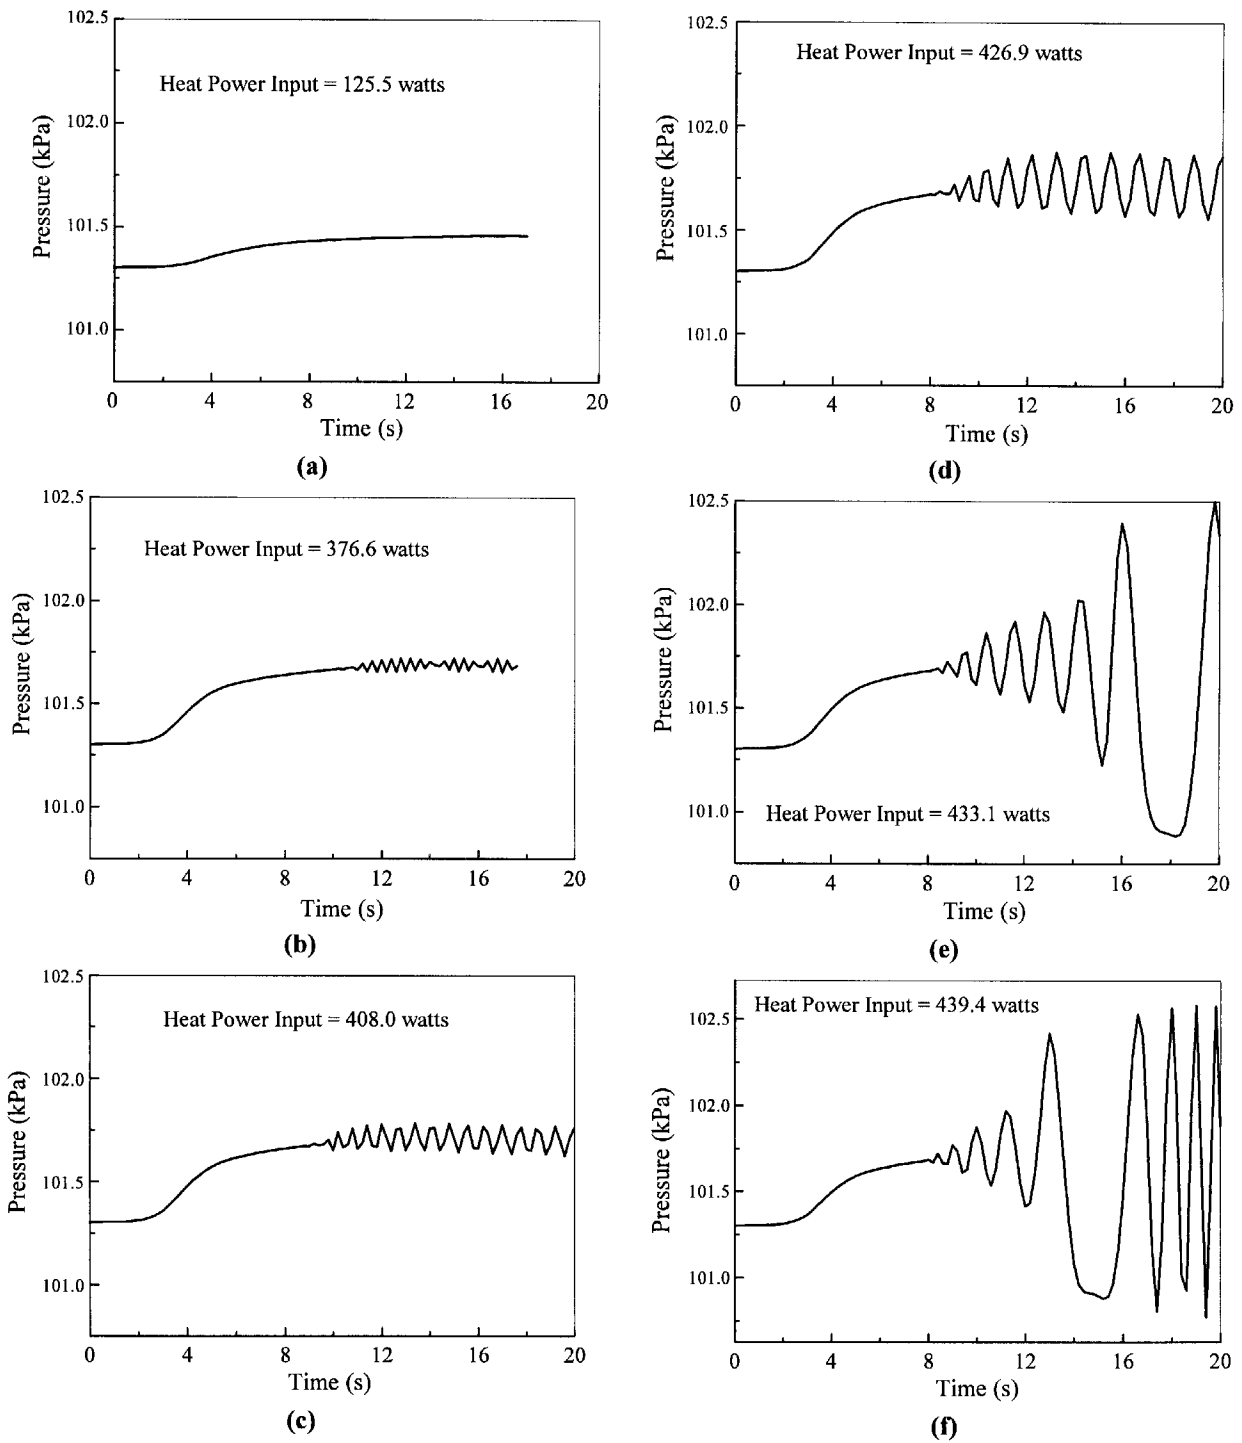 102.5
Heat Power Input = 125.5 watts
102.0
101.5
101.0
Pressure (kPa)
0 4 8 12 16 20
Time (s)
(a)
102.5
Heat Power Input = 376.6 watts
102.0
101.5
101.0
Pressure (kPa)
0 4 8 12 16 20
Time (s)
(b)
102.5
Heat Power Input = 408.0 watts
102.0
101.5
101.0
Pressure (kPa)
0 4 8 12 16 20
Time (s)
(c)
102.5
Heat Power Input = 426.9 watts
102.0
101.5
101.0
Pressure (kPa)
0 4 8 12 16 20
Time (s)
(d)
102.5
102.0
101.5
101.0
Heat Power Input = 433.1 watts
Pressure (kPa)
0 4 8 12 16 20
Time (s)
(e)
Heat Power Input = 439.4 watts
102.5
102.0
101.5
101.0
Pressure (kPa)
0 4 8 12 16 20
Time (s)
(f)